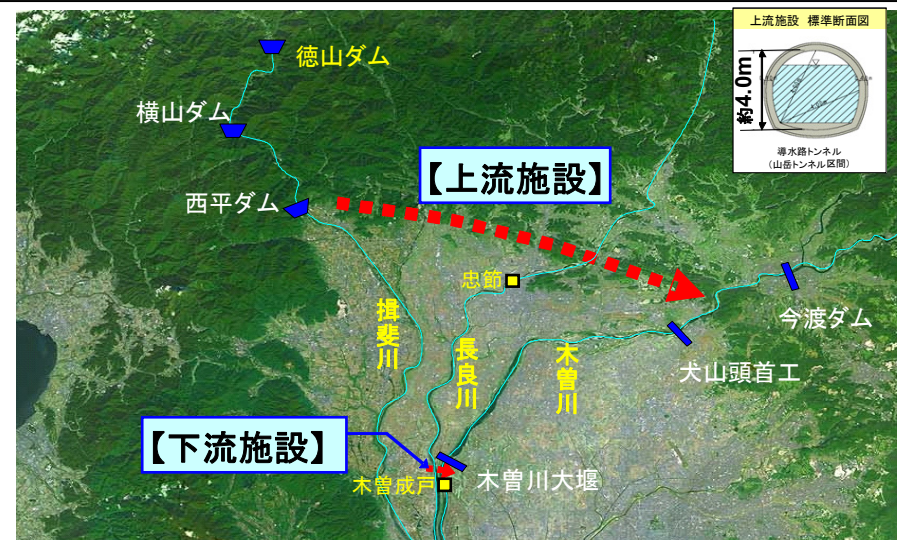 上流施設 標準断面図
約4.0m
導水路トンネル
(山岳トンネル区間)
徳山ダム
横山ダム
西平ダム
【上流施設】
忠節
今渡ダム
犬山頭首工
揖斐川
長良川
木曽川
【下流施設】
木曽成戸
木曽川大堰